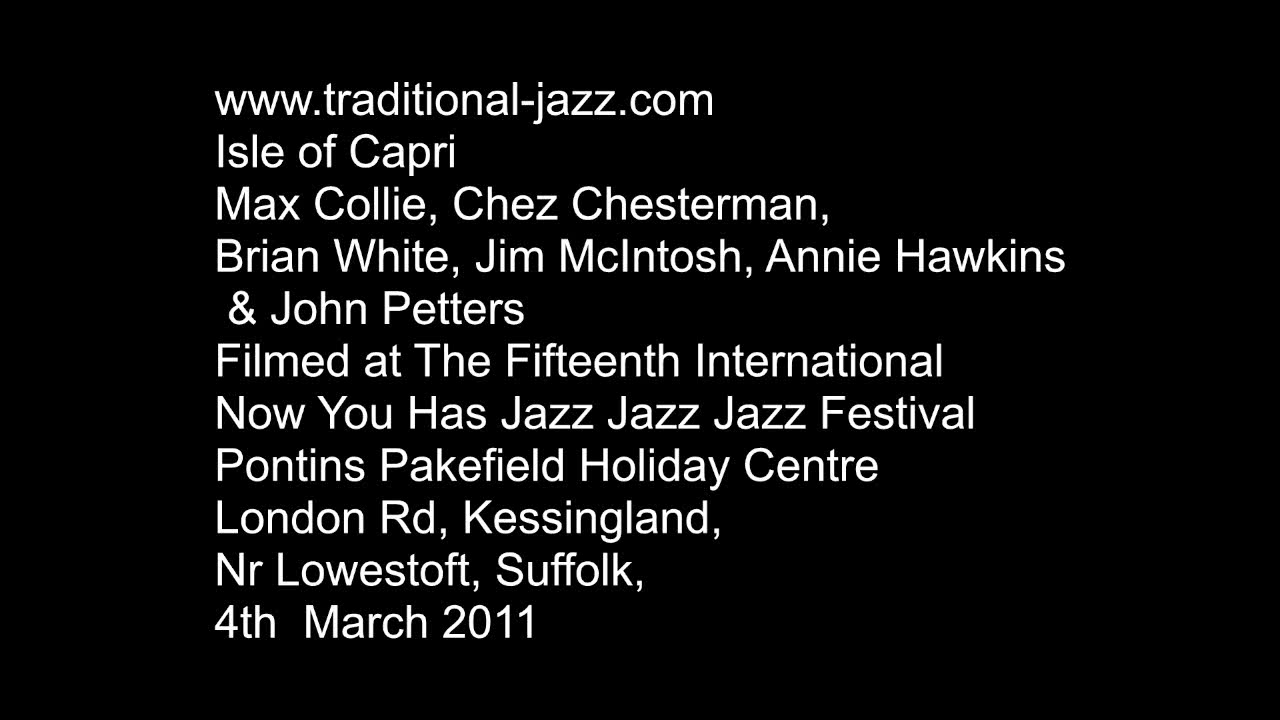 www.traditional-jazz.com
Isle of Capri
Max Collie, Chez Chesterman,
Brian White, Jim McIntosh, Annie Hawkins
& John Petters
Filmed at The Fifteenth International
Now You Has Jazz Jazz Jazz Festival
Pontins Pakefield Holiday Centre
London Rd, Kessingland,
Nr Lowestoft, Suffolk,
4th  March 2011